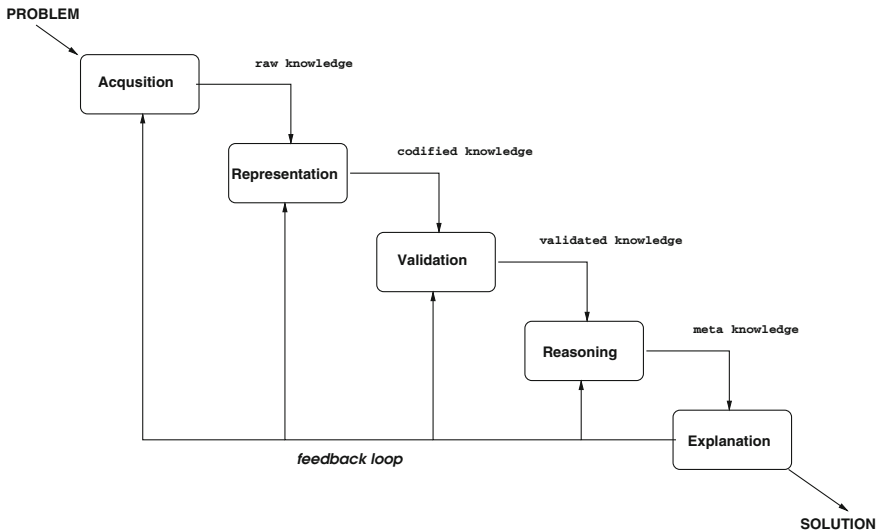 PROBLEM
Acqusition
raw knowledge
Representation
codified knowledge
Validation
validated knowledge
Reasoning
meta knowledge
Explanation
feedback loop
SOLUTION